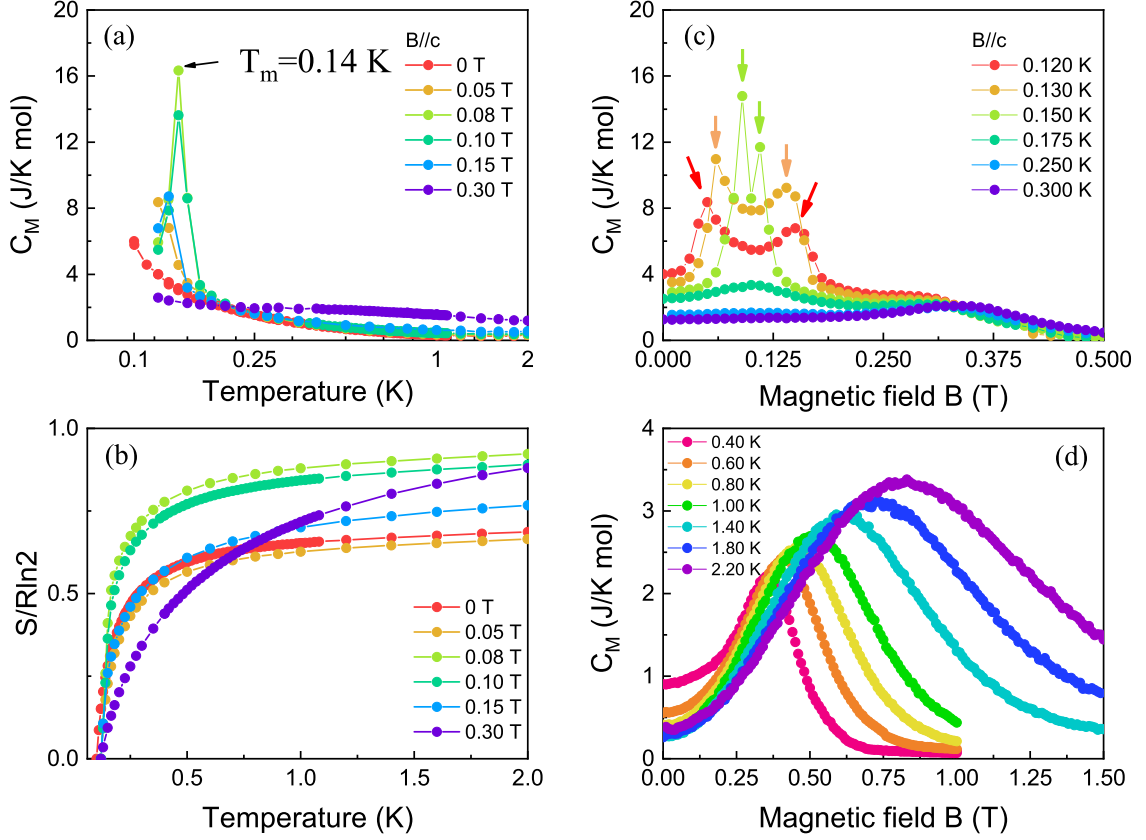 (a)
T_m=0.14 K
B//c
0 T
0.05 T
0.08 T
0.10 T
0.15 T
0.30 T
20
16
12
8
4
0
C_M (J/K mol)
0.1
0.25
1
2
Temperature (K)
(c)
B//c
0.120 K
0.130 K
0.150 K
0.175 K
0.250 K
0.300 K
20
16
12
8
4
0
C_M (J/K mol)
0.000
0.125
0.250
0.375
0.500
Magnetic field B (T)
(b)
1.0
0.5
0.0
S/Rln2
0 T
0.05 T
0.08 T
0.10 T
0.15 T
0.30 T
0.5
1.0
1.5
2.0
Temperature (K)
(d)
0.40 K
0.60 K
0.80 K
1.00 K
1.40 K
1.80 K
2.20 K
4
3
2
1
0
C_M (J/K mol)
0.00
0.25
0.50
0.75
1.00
1.25
1.50
Magnetic field B (T)